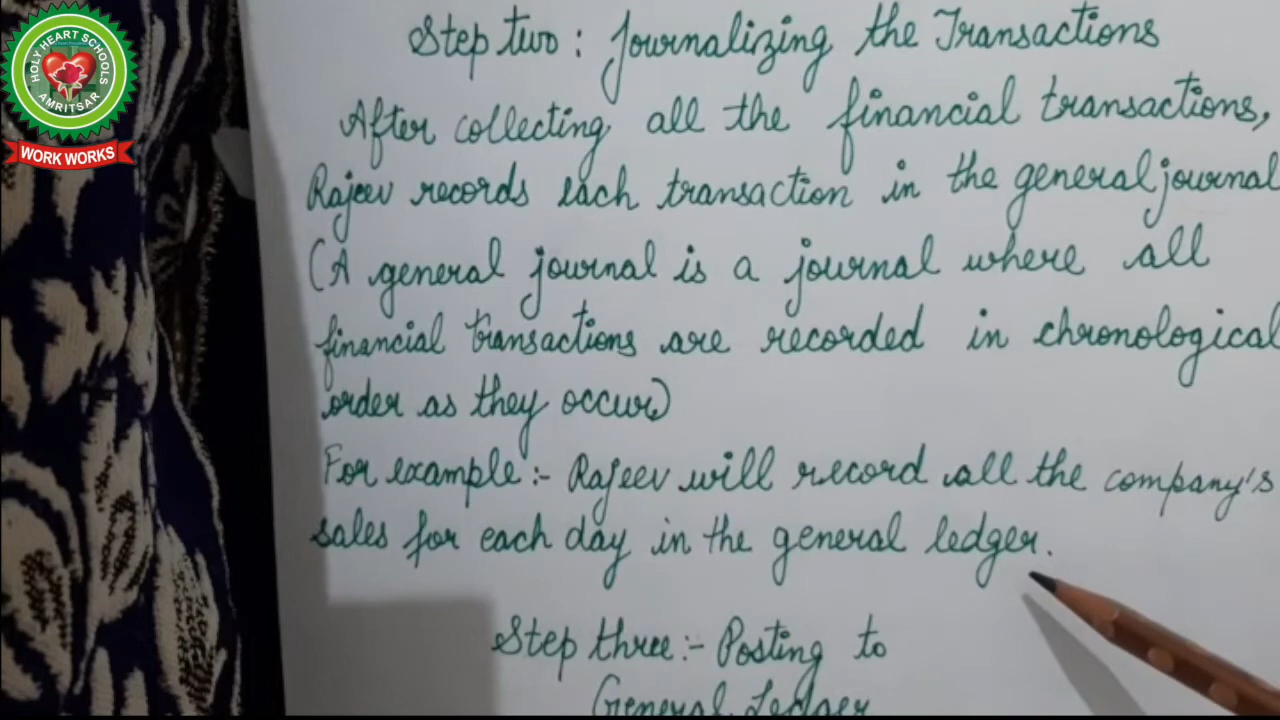 HOLY HEART SCHOOLS
AMRITSAR
WORK WORKS
Step two : Journalizing the Transactions
After collecting all the financial transactions,
Rajeev records each transaction in the general journal
(A general journal is a journal where all
financial transactions are recorded in chronological
order as they occur)
For example :- Rajeev will record all the company's
sales for each day in the general ledger.
Step three :- Posting to
General Ledger